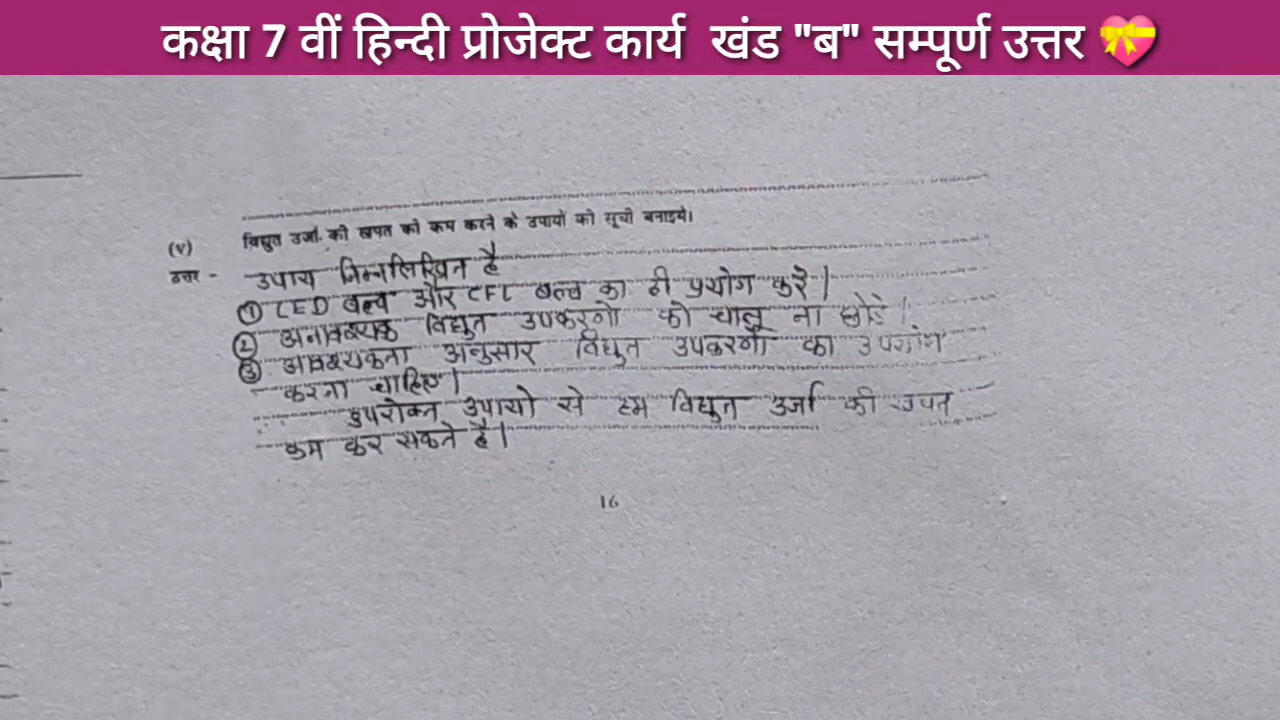 कक्षा 7 वीं हिन्दी प्रोजेक्ट कार्य खंड "ब" सम्पूर्ण उत्तर 💝
(v) विद्युत उर्जा की खपत को कम करने के उपायों की सूची बनाइये।
उत्तर - उपाय निम्नलिखित है
① LED बल्व और CFL बल्व का ही प्रयोग करे।
② अनावश्यक विद्युत उपकरणो को चालू ना छोडे।
③ आवश्यकता अनुसार विद्युत उपकरणों का उपयोग
करना चाहिए।
उपरोक्त उपायो से हम विद्युत उर्जा की खपत
कम कर सकते है।
16